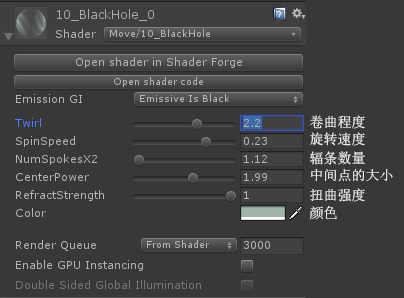 10_BlackHole_0
Shader Move/10_BlackHole
Open shader in Shader Forge
Open shader code
Emission GI Emissive Is Black
Twirl 2.2 卷曲程度
SpinSpeed 0.23 旋转速度
NumSpokesX2 1.12 辐条数量
CenterPower 1.99 中间点的大小
RefractStrength 1 扭曲强度
Color 颜色
Render Queue From Shader 3000
Enable GPU Instancing
Double Sided Global Illumination